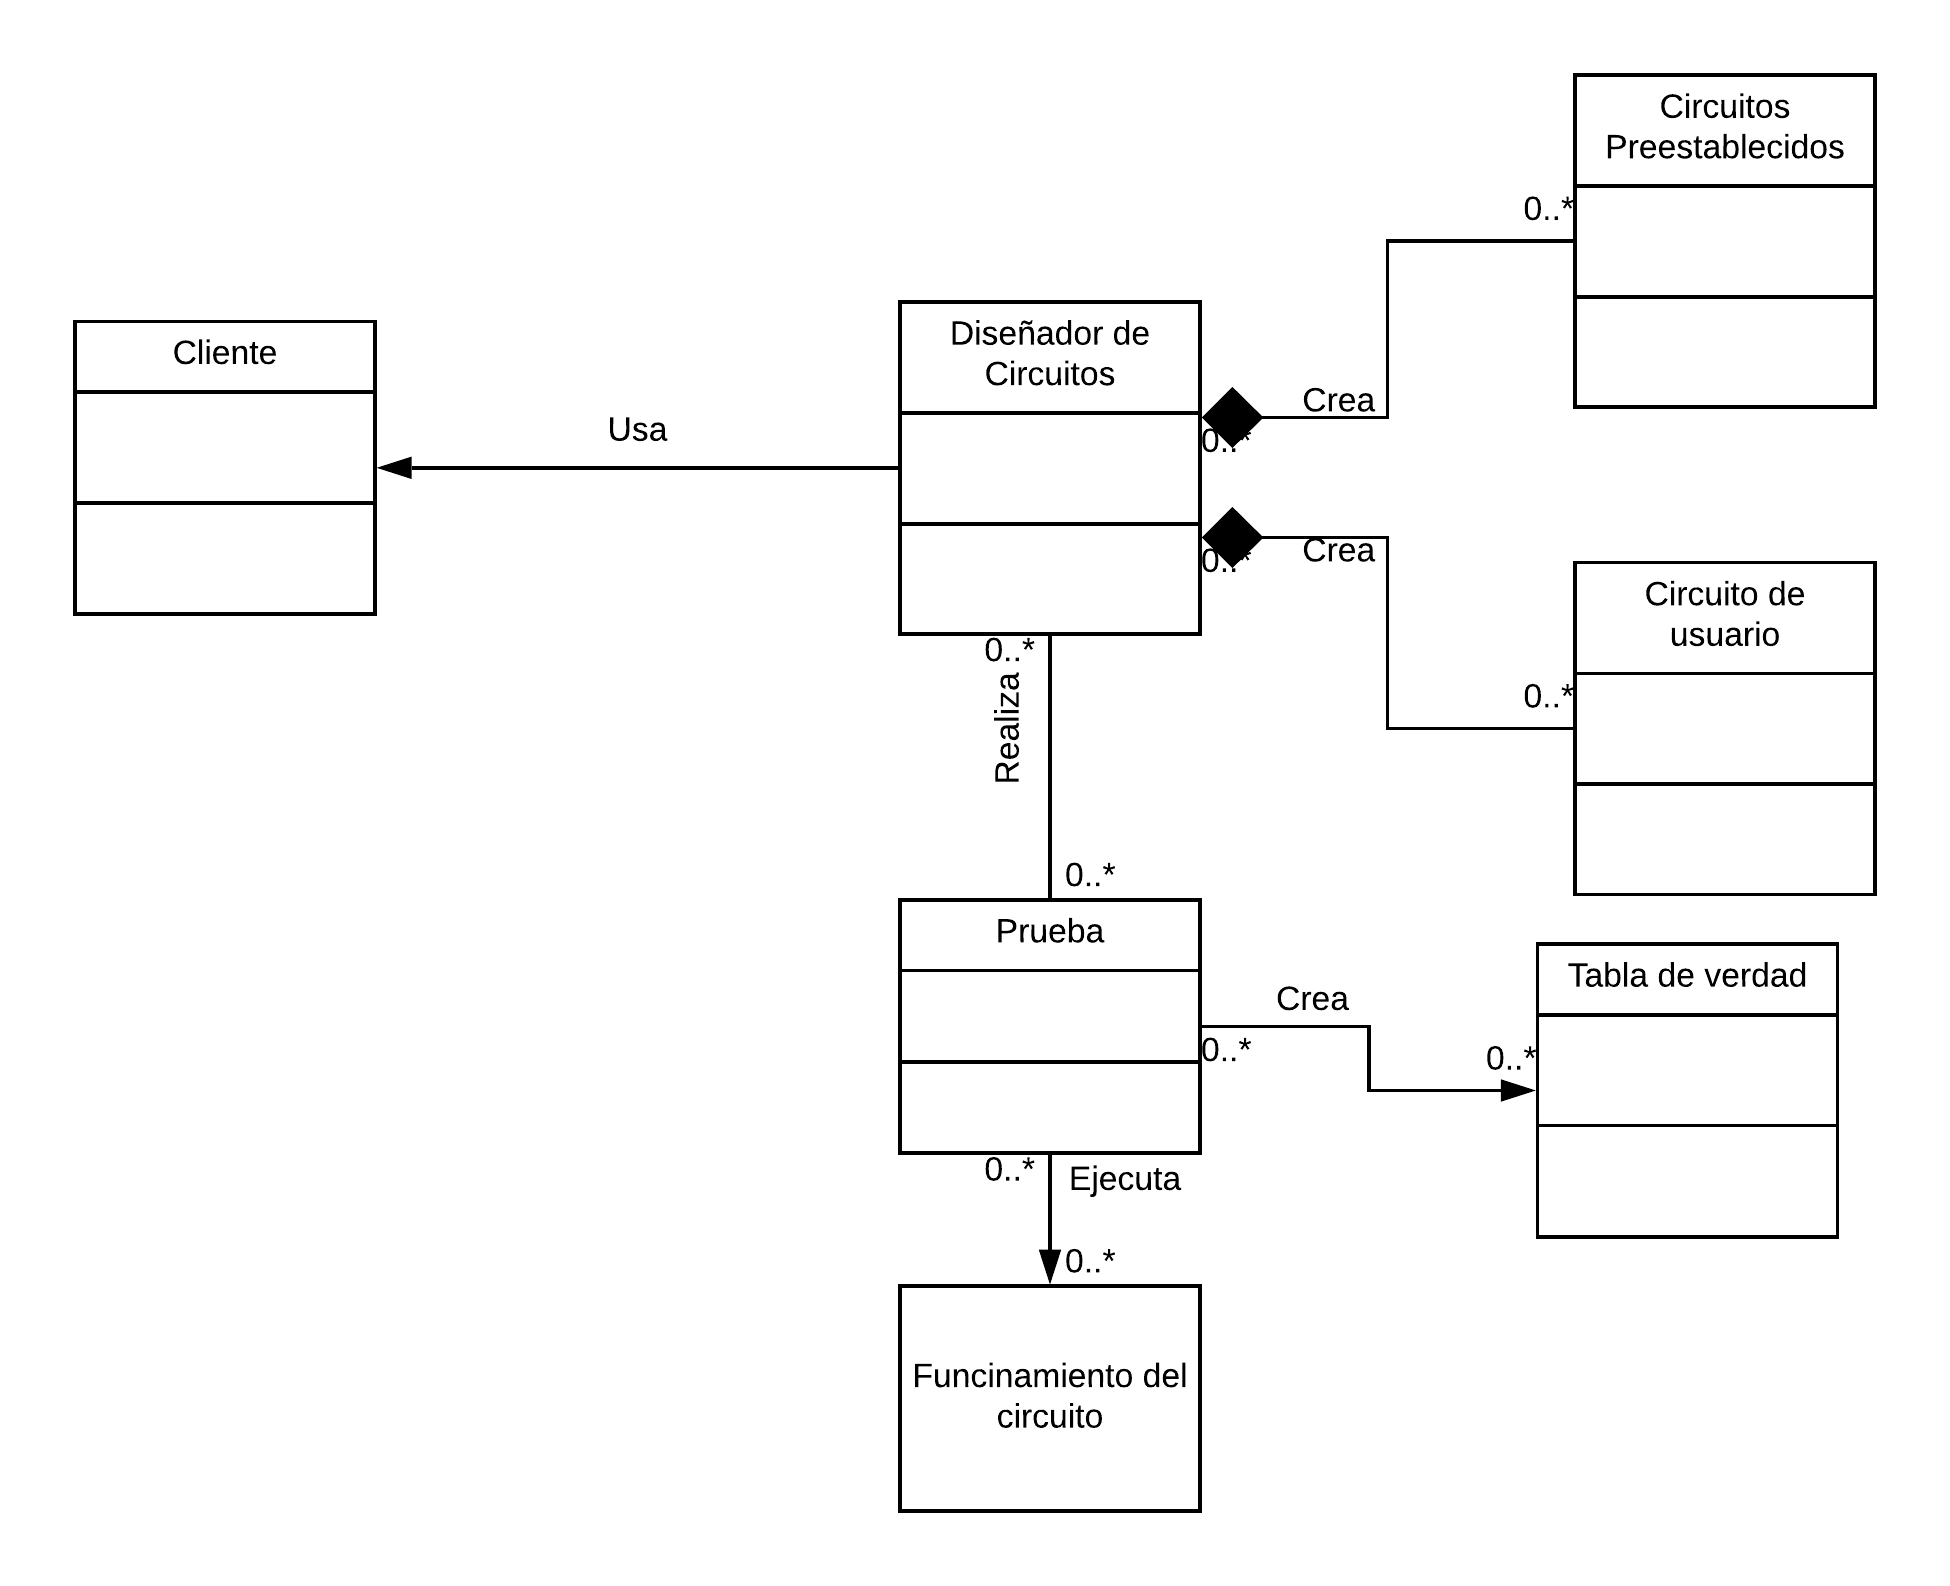 Circuitos
Preestablecidos
0..*
Diseñador de
Circuitos
Cliente
Crea
Usa
0..*
Crea
0..*
Circuito de
usuario
0..*
0..*
Realiza
0..*
Prueba
Tabla de verdad
Crea
0..*
0..*
0..*
Ejecuta
0..*
Funcinamiento del
circuito